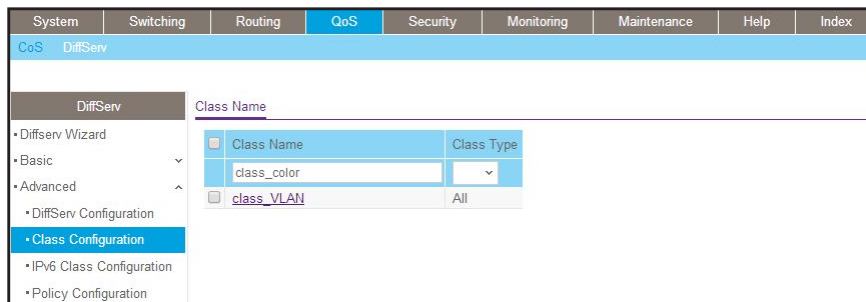 System Switching Routing QoS Security Monitoring Maintenance Help Index
CoS DiffServ
DiffServ
Diffserv Wizard
Basic
Advanced
DiffServ Configuration
Class Configuration
IPv6 Class Configuration
Policy Configuration
Class Name
Class Name Class Type
class_color
class_VLAN All